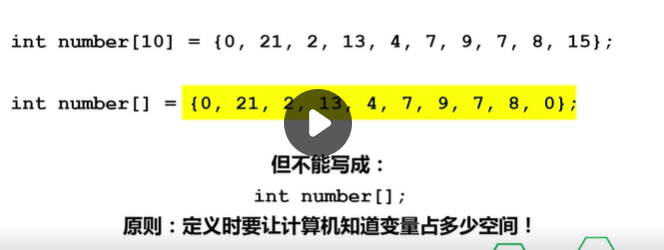 int number[10] = {0, 21, 2, 13, 4, 7, 9, 7, 8, 15};
int number[] = {0, 21, 2, 13, 4, 7, 9, 7, 8, 0};
但不能写成：
int number[];
原则：定义时要让计算机知道变量占多少空间！